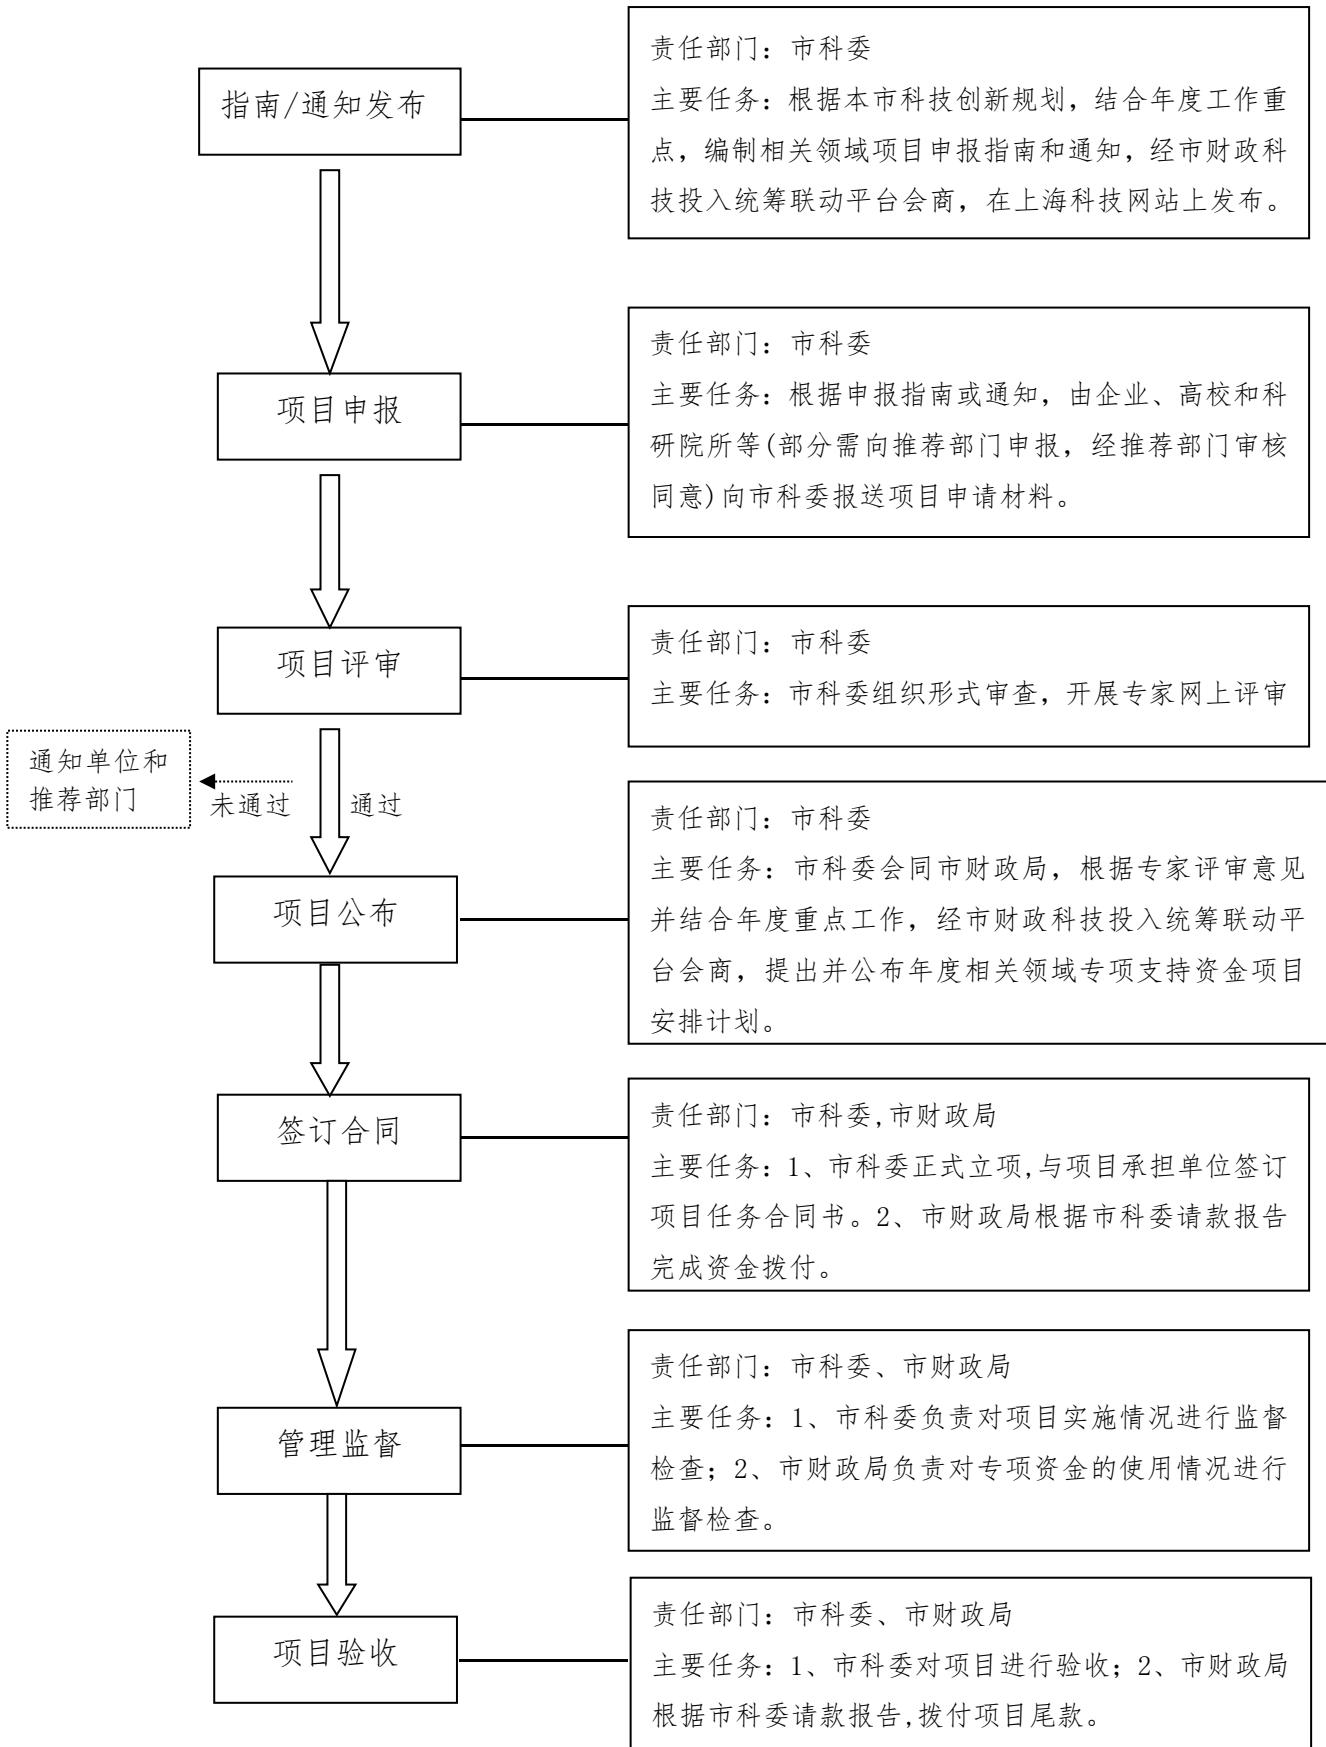 指南/通知发布
责任部门：市科委
主要任务：根据本市科技创新规划，结合年度工作重
点，编制相关领域项目申报指南和通知，经市财政科
技投入统筹联动平台会商，在上海科技网站上发布。
项目申报
责任部门：市科委
主要任务：根据申报指南或通知，由企业、高校和科
研院所等(部分需向推荐部门申报，经推荐部门审核
同意)向市科委报送项目申请材料。
项目评审
责任部门：市科委
主要任务：市科委组织形式审查，开展专家网上评审
通知单位和
推荐部门
未通过
通过
项目公布
责任部门：市科委
主要任务：市科委会同市财政局，根据专家评审意见
并结合年度重点工作，经市财政科技投入统筹联动平
台会商，提出并公布年度相关领域专项支持资金项目
安排计划。
签订合同
责任部门：市科委,市财政局
主要任务：1、市科委正式立项,与项目承担单位签订
项目任务合同书。2、市财政局根据市科委请款报告
完成资金拨付。
管理监督
责任部门：市科委、市财政局
主要任务：1、市科委负责对项目实施情况进行监督
检查；2、市财政局负责对专项资金的使用情况进行
监督检查。
项目验收
责任部门：市科委、市财政局
主要任务：1、市科委对项目进行验收；2、市财政局
根据市科委请款报告,拨付项目尾款。